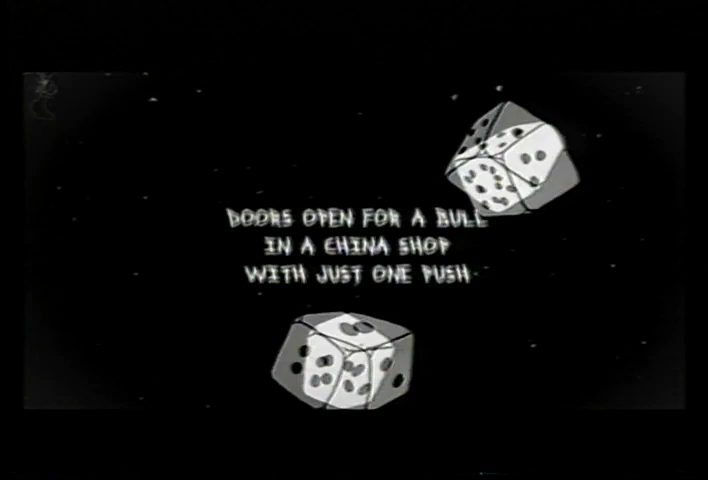 DOORS OPEN FOR A BULL
IN A CHINA SHOP
WITH JUST ONE PUSH